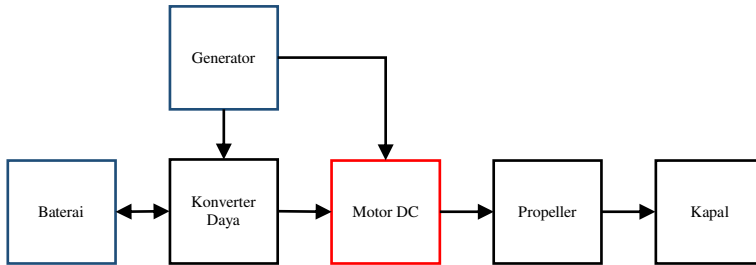 Generator
Baterai
Konverter
Daya
Motor DC
Propeller
Kapal